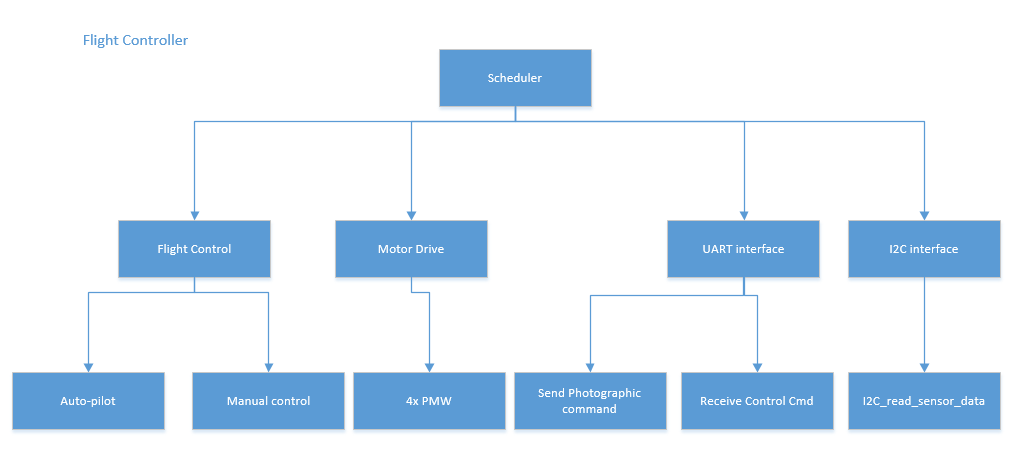 Flight Controller
Scheduler
Flight Control
Motor Drive
UART interface
I2C interface
Auto-pilot
Manual control
4x PMW
Send Photographic
command
Receive Control Cmd
I2C_read_sensor_data